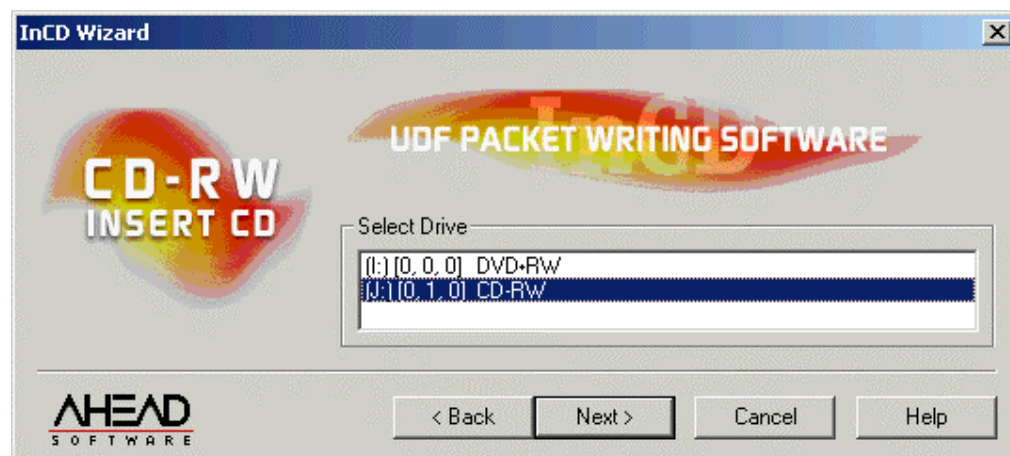 InCD Wizard
InCD
UDF PACKET WRITING SOFTWARE
CD-RW
INSERT CD
Select Drive
(I:) [0, 0, 0] DVD+RW
(J:) [0, 1, 0] CD-RW
AHEAD
SOFTWARE
< Back Next > Cancel Help